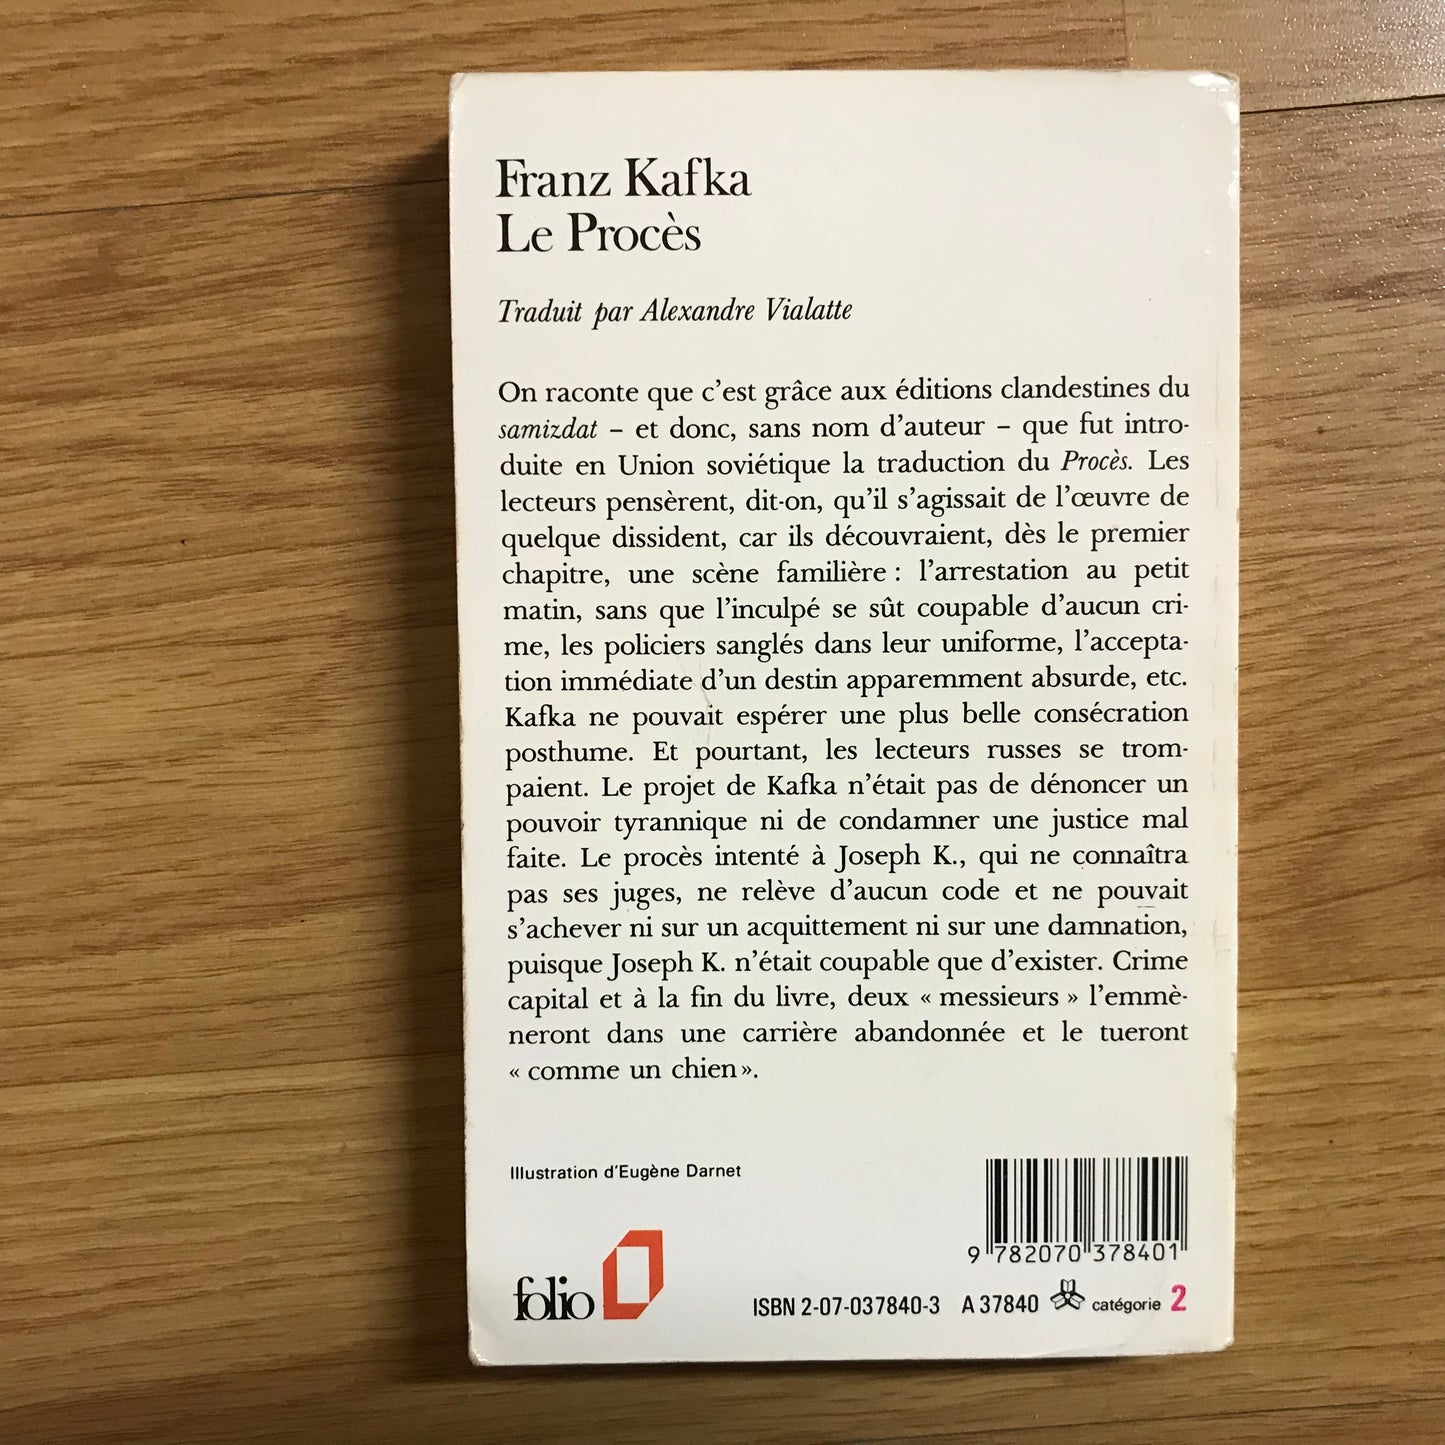 Franz Kafka
Le Procès
Traduit par Alexandre Vialatte
On raconte que c'est grâce aux éditions clandestines du
samizdat – et donc, sans nom d'auteur – que fut intro-
duite en Union soviétique la traduction du Procès. Les
lecteurs pensèrent, dit-on, qu'il s'agissait de l'œuvre de
quelque dissident, car ils découvraient, dès le premier
chapitre, une scène familière : l'arrestation au petit
matin, sans que l'inculpé se sût coupable d'aucun cri-
me, les policiers sanglés dans leur uniforme, l'accepta-
tion immédiate d'un destin apparemment absurde, etc.
Kafka ne pouvait espérer une plus belle consécration
posthume. Et pourtant, les lecteurs russes se trom-
paient. Le projet de Kafka n'était pas de dénoncer un
pouvoir tyrannique ni de condamner une justice mal
faite. Le procès intenté à Joseph K., qui ne connaîtra
pas ses juges, ne relève d'aucun code et ne pouvait
s'achever ni sur un acquittement ni sur une damnation,
puisque Joseph K. n'était coupable que d'exister. Crime
capital et à la fin du livre, deux « messieurs » l'emmè-
neront dans une carrière abandonnée et le tueront
« comme un chien ».
Illustration d'Eugène Darnet
9 782070 378401
folio
ISBN 2-07-037840-3 A 37840 catégorie 2